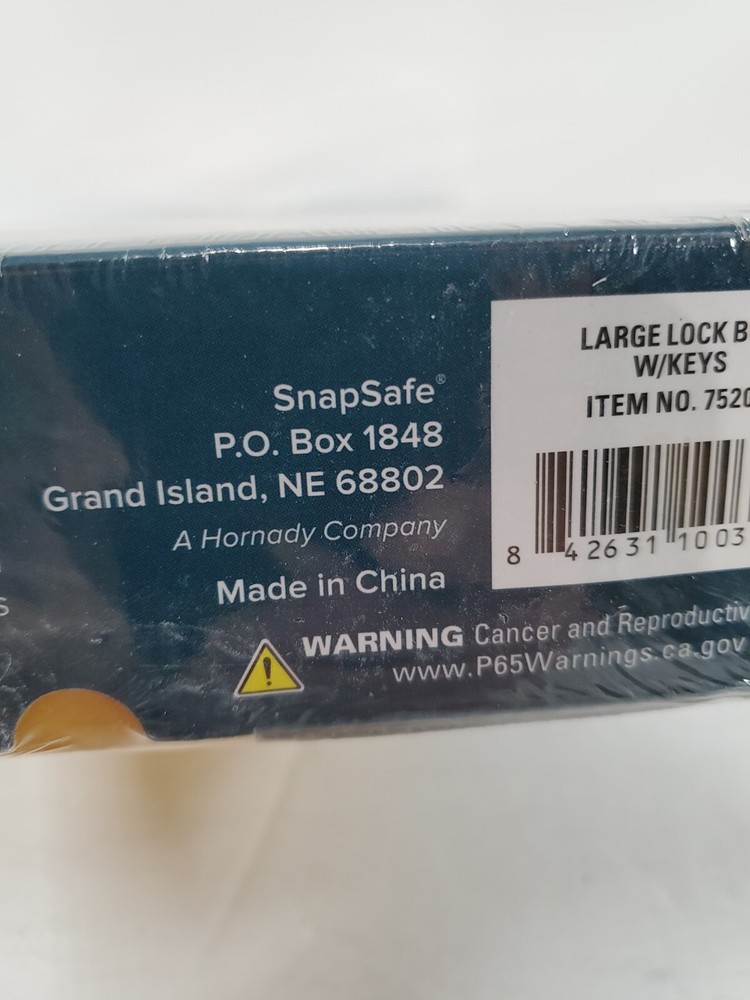 SnapSafe®
P.O. Box 1848
Grand Island, NE 68802
A Hornady Company
Made in China
WARNING Cancer and Reproductiv
www.P65Warnings.ca.gov
LARGE LOCK B
W/KEYS
ITEM NO. 7520
8 42631 1003
S